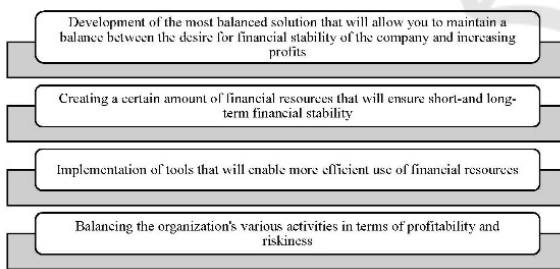 Development of the most balanced solution that will allow you to maintain a
balance between the desire for financial stability of the company and increasing
profits
Creating a certain amount of financial resources that will ensure short-and long-
term financial stability
Implementation of tools that will enable more efficient use of financial resources
Balancing the organization's various activities in terms of profitability and
riskiness